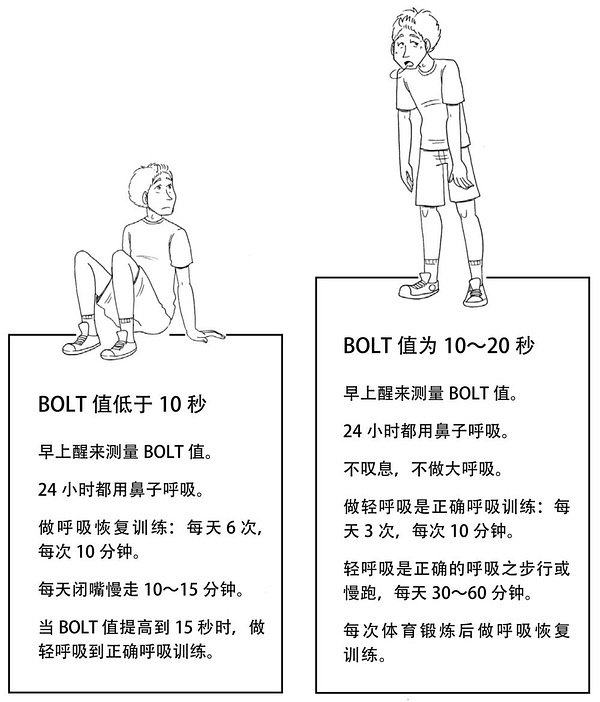 BOLT 值低于 10 秒
早上醒来测量 BOLT 值。
24 小时都用鼻子呼吸。
做呼吸恢复训练：每天 6 次，
每次 10 分钟。
每天闭嘴慢走 10～15 分钟。
当 BOLT 值提高到 15 秒时，做
轻呼吸到正确呼吸训练。
BOLT 值为 10～20 秒
早上醒来测量 BOLT 值。
24 小时都用鼻子呼吸。
不叹息，不做大呼吸。
做轻呼吸是正确呼吸训练：每
天 3 次，每次 10 分钟。
轻呼吸是正确的呼吸之步行或
慢跑，每天 30～60 分钟。
每次体育锻炼后做呼吸恢复
训练。